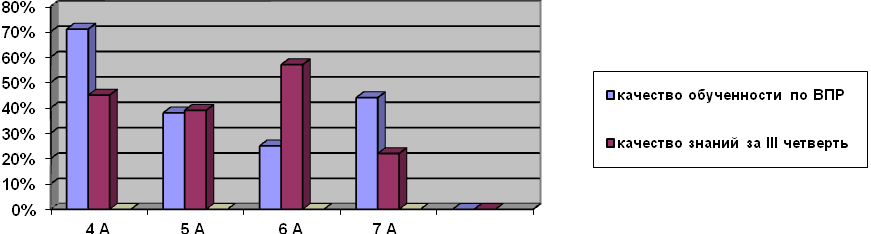 80%
70%
60%
50%
40%
30%
20%
10%
0%
4 А
5 А
6 А
7 А
качество обученности по ВПР
качество знаний за III четверть